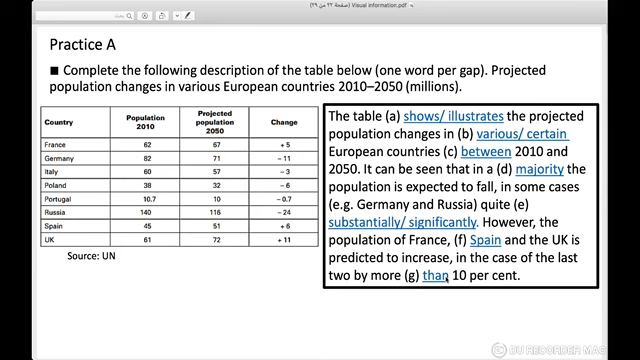 Visual information.pdf (صفحة ٢٢ من ٢٩)
بحث
Practice A
■ Complete the following description of the table below (one word per gap). Projected
population changes in various European countries 2010–2050 (millions).
Country Population 2010 Projected population 2050 Change
France 62 67 + 5
Germany 82 71 – 11
Italy 60 57 – 3
Poland 38 32 – 6
Portugal 10.7 10 – 0.7
Russia 140 116 – 24
Spain 45 51 + 6
UK 61 72 + 11
Source: UN
The table (a) shows/ illustrates the projected
population changes in (b) various/ certain
European countries (c) between 2010 and
2050. It can be seen that in a (d) majority the
population is expected to fall, in some cases
(e.g. Germany and Russia) quite (e)
substantially/ significantly. However, the
population of France, (f) Spain and the UK is
predicted to increase, in the case of the last
two by more (g) than 10 per cent.
DU RECORDER MAC